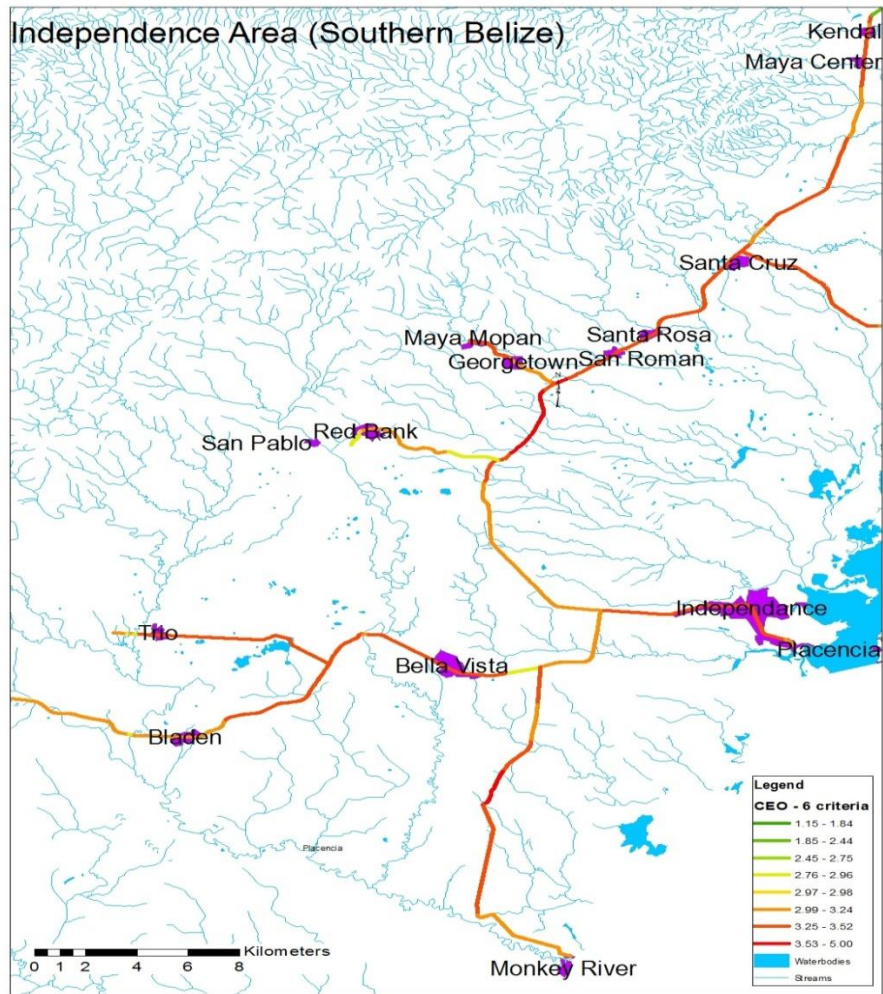 Independence Area (Southern Belize)
Kendal
Maya Center
Santa Cruz
Santa Rosa
Maya Mopan
San Roman
Georgetown
Red Bank
San Pablo
Independance
Trio
Placencia
Bella Vista
Bladen
Placencia
Monkey River
Kilometers
0 1 2 4 6 8
Legend
CEO - 6 criteria
1.15 - 1.84
1.85 - 2.44
2.45 - 2.75
2.76 - 2.96
2.97 - 2.98
2.99 - 3.24
3.25 - 3.52
3.53 - 5.00
Waterbodies
Streams